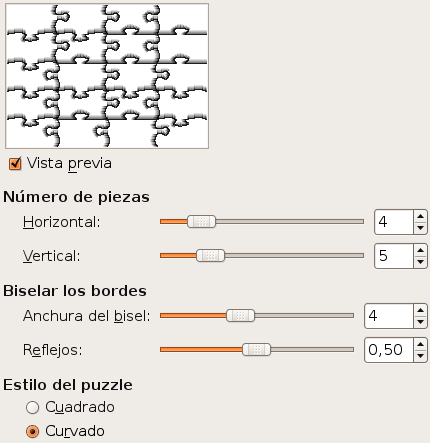 Vista previa
Número de piezas
Horizontal: 4
Vertical: 5
Biselar los bordes
Anchura del bisel: 4
Reflejos: 0,50
Estilo del puzzle
Cuadrado
Curvado